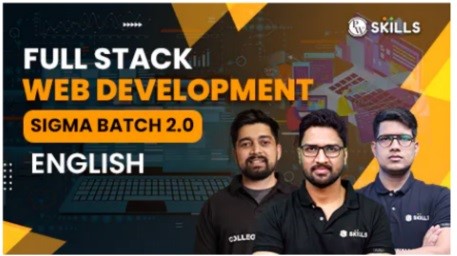 SKILLS
FULL STACK
WEB DEVELOPMENT
SIGMA BATCH 2.0
ENGLISH
SKILLS
SKILLS